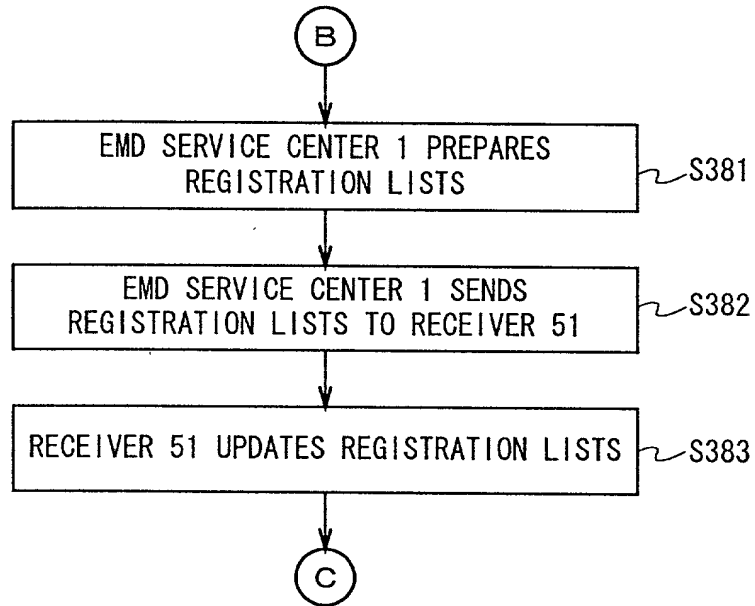 B
EMD SERVICE CENTER 1 PREPARES
REGISTRATION LISTS
S381
EMD SERVICE CENTER 1 SENDS
REGISTRATION LISTS TO RECEIVER 51
S382
RECEIVER 51 UPDATES REGISTRATION LISTS
S383
C